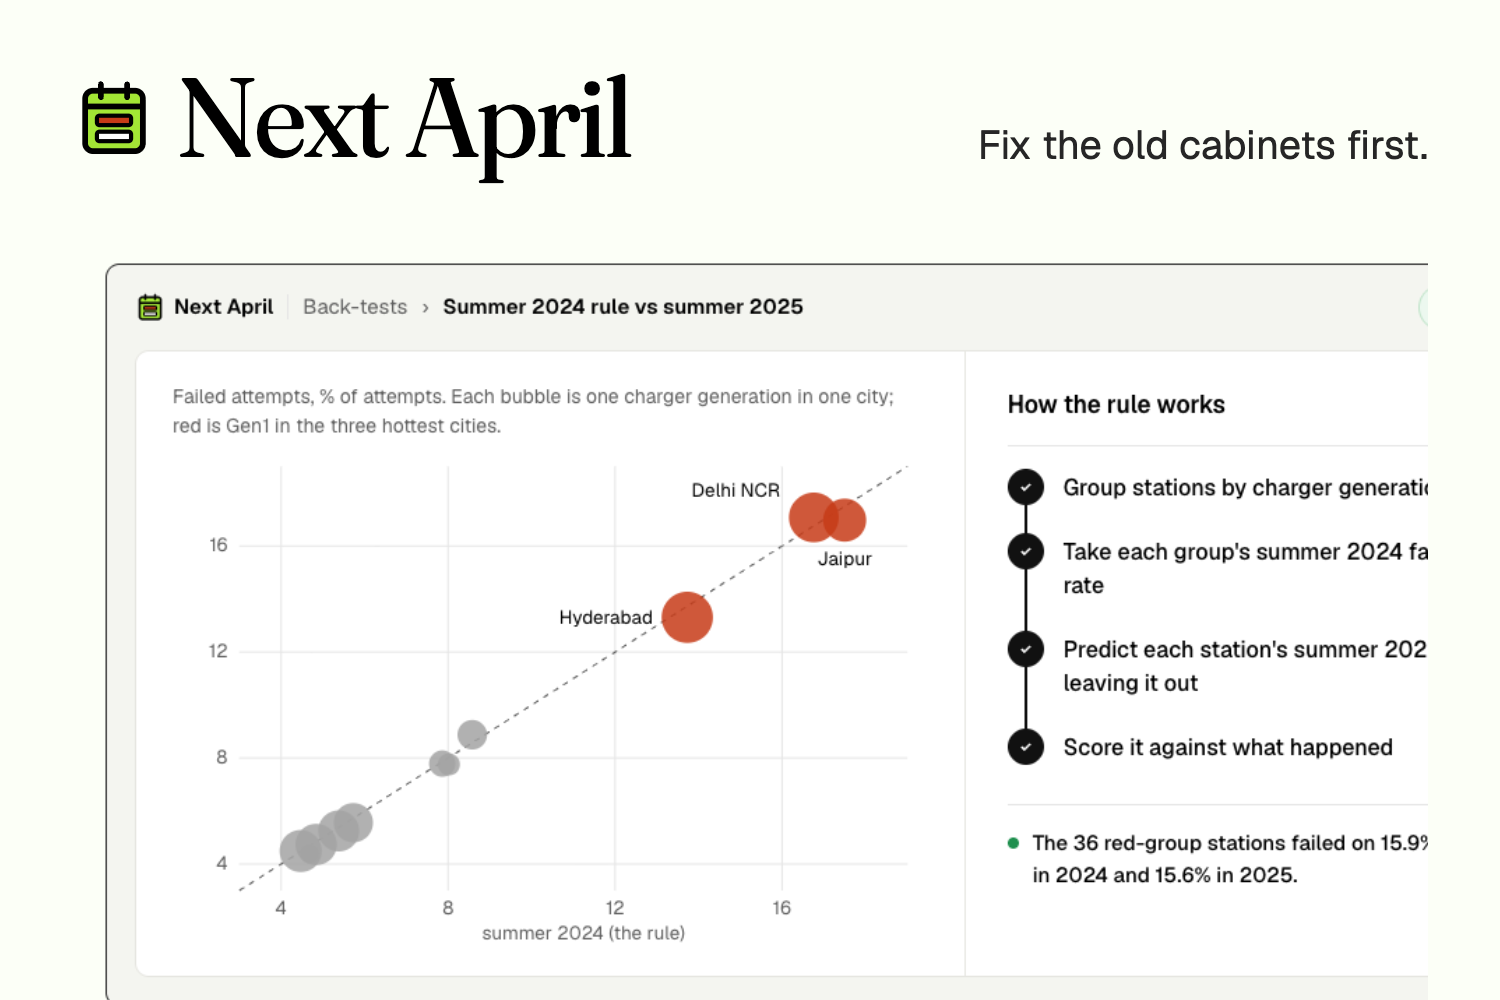 Next April
Fix the old cabinets first.
Next April
Back-tests › Summer 2024 rule vs summer 2025
Failed attempts, % of attempts. Each bubble is one charger generation in one city;
red is Gen1 in the three hottest cities.
Delhi NCR
Jaipur
Hyderabad
16
12
8
4
4
8
12
16
summer 2024 (the rule)
How the rule works
Group stations by charger
Take each group's summer 2024
rate
Predict each station's summer
leaving it out
Score it against what happened
The 36 red-group stations failed on 15.9%
in 2024 and 15.6% in 2025.